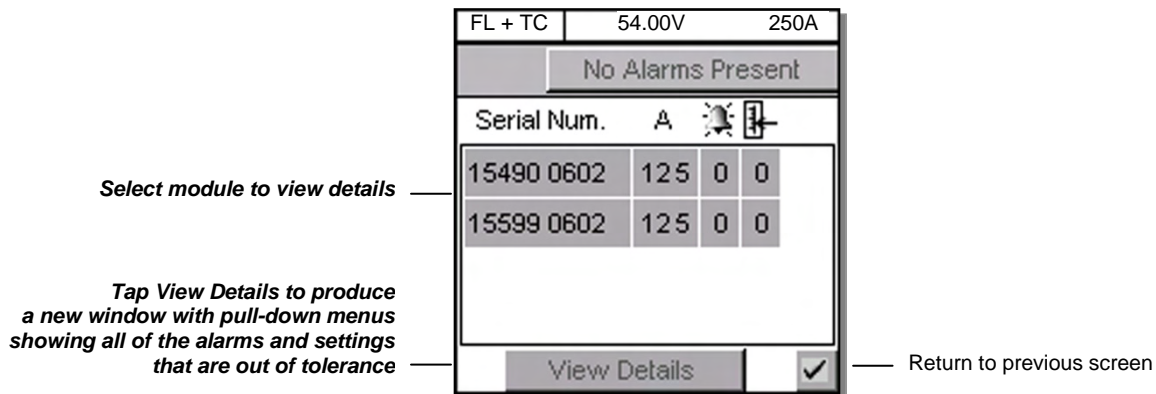 FL + TC 54.00V 250A
No Alarms Present
Serial Num. A
15490 0602 125 0 0
15599 0602 125 0 0
View Details
Select module to view details
Tap View Details to produce
a new window with pull-down menus
showing all of the alarms and settings
that are out of tolerance
Return to previous screen